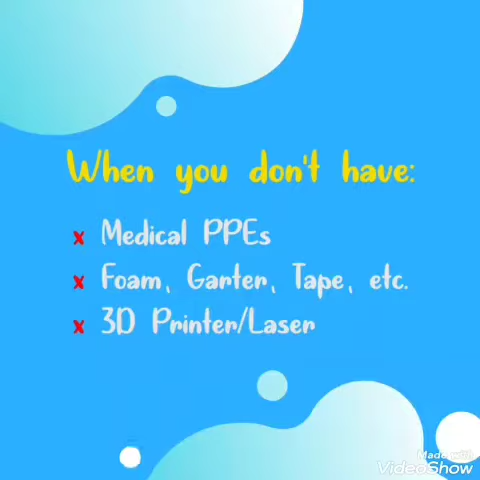 When you don't have:
x Medical PPEs
x Foam, Garter, Tape, etc.
x 3D Printer/Laser
Made with
VideoShow